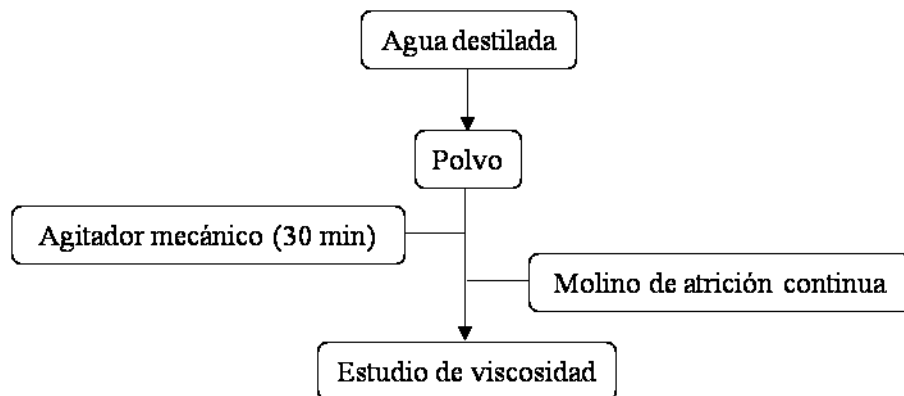 Agua destilada
Polvo
Agitador mecánico (30 min)
Molino de atrición continua
Estudio de viscosidad